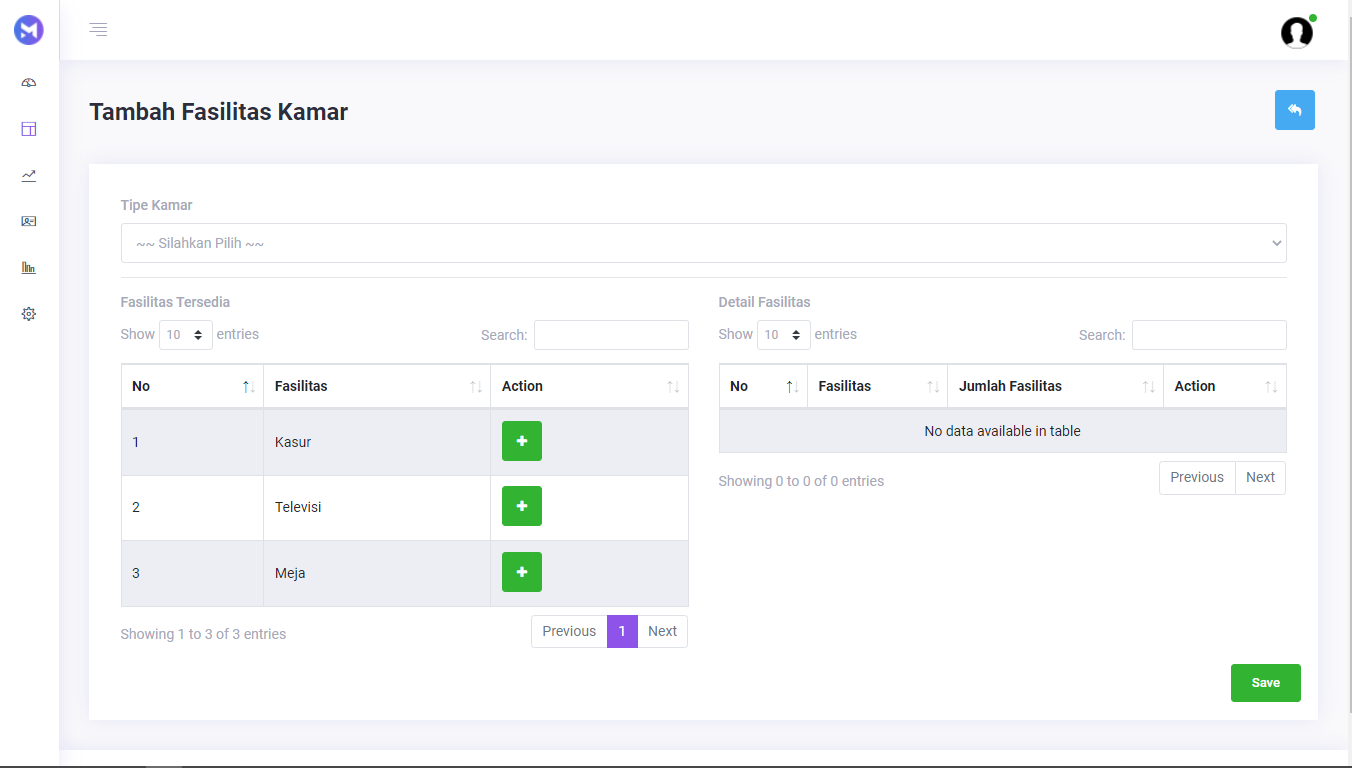 Tambah Fasilitas Kamar
Tipe Kamar
~~ Silahkan Pilih ~~
Fasilitas Tersedia
Show 10 entries Search:
No Fasilitas Action
1 Kasur
2 Televisi
3 Meja
Showing 1 to 3 of 3 entries Previous 1 Next
Detail Fasilitas
Show 10 entries Search:
No Fasilitas Jumlah Fasilitas Action
No data available in table
Showing 0 to 0 of 0 entries Previous Next
Save